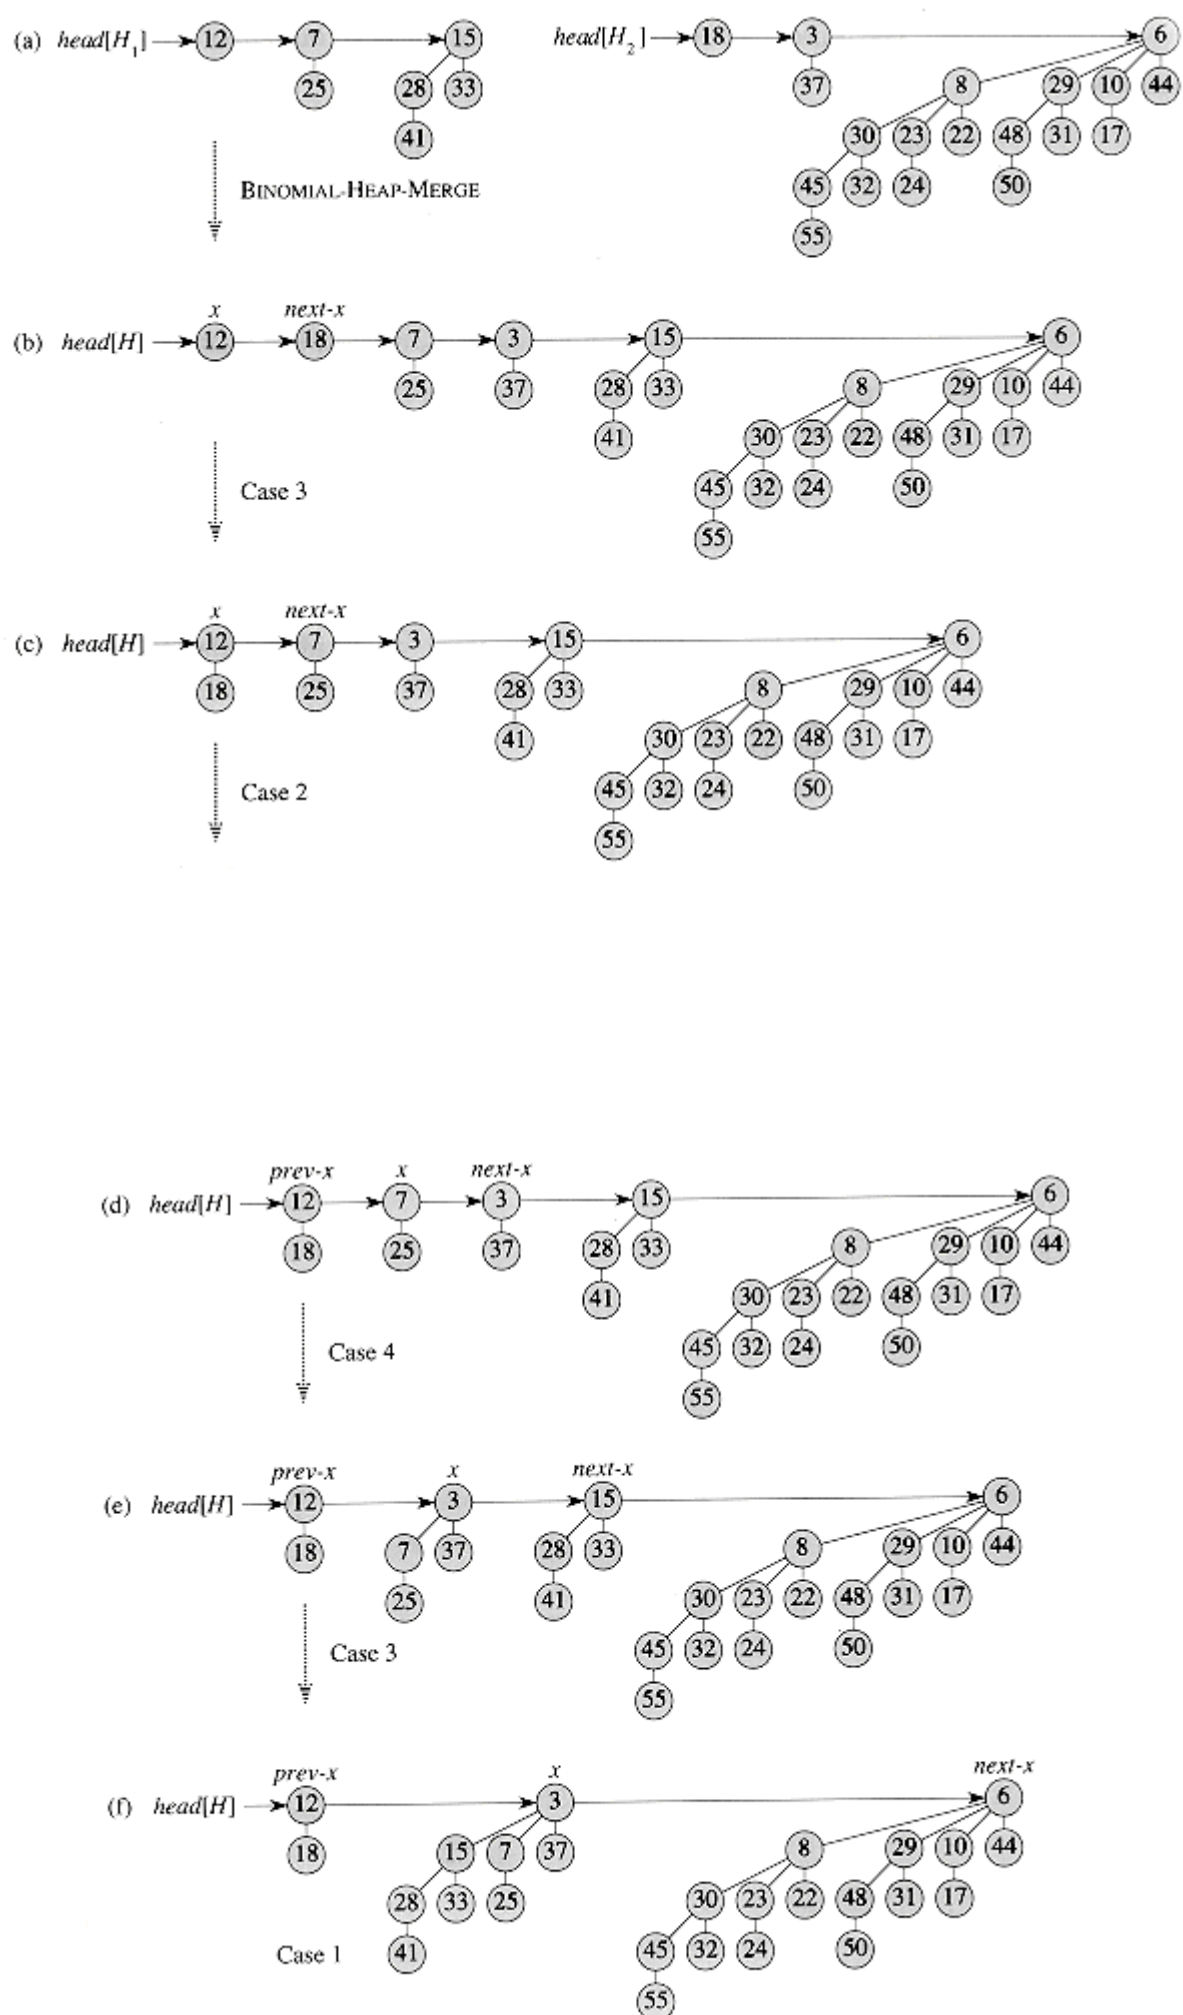 (a) head[H1] 12 7 15 head[H2] 18 3 6
25 28 33 37 8 29 10 44
41 30 23 22 48 31 17
BINOMIAL-HEAP-MERGE 45 32 24 50
55
x next-x
(b) head[H] 12 18 7 3 15 6
25 37 28 33 8 29 10 44
41 30 23 22 48 31 17
Case 3 45 32 24 50
55
x next-x
(c) head[H] 12 7 3 15 6
18 25 37 28 33 8 29 10 44
41 30 23 22 48 31 17
Case 2 45 32 24 50
55
prev-x x next-x
(d) head[H] 12 7 3 15 6
18 25 37 28 33 8 29 10 44
41 30 23 22 48 31 17
Case 4 45 32 24 50
55
prev-x x next-x
(e) head[H] 12 3 15 6
18 7 37 28 33 8 29 10 44
25 41 30 23 22 48 31 17
Case 3 45 32 24 50
55
prev-x x next-x
(f) head[H] 12 3 6
18 15 7 37 8 29 10 44
28 33 25 30 23 22 48 31 17
Case 1 41 45 32 24 50
55